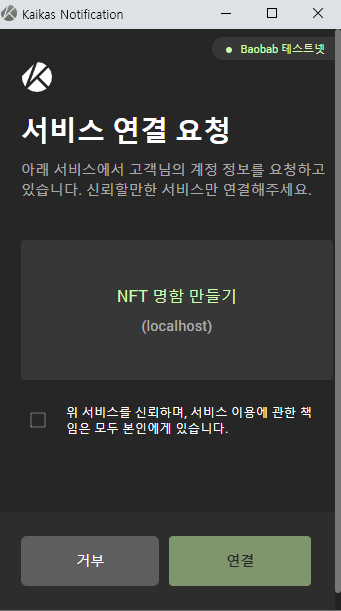 Kaikas Notification
Baobab 테스트넷
서비스 연결 요청
아래 서비스에서 고객님의 계정 정보를 요청하고
있습니다. 신뢰할만한 서비스만 연결해주세요.
NFT 명함 만들기
(localhost)
위 서비스를 신뢰하며, 서비스 이용에 관한 책
임은 모두 본인에게 있습니다.
거부
연결